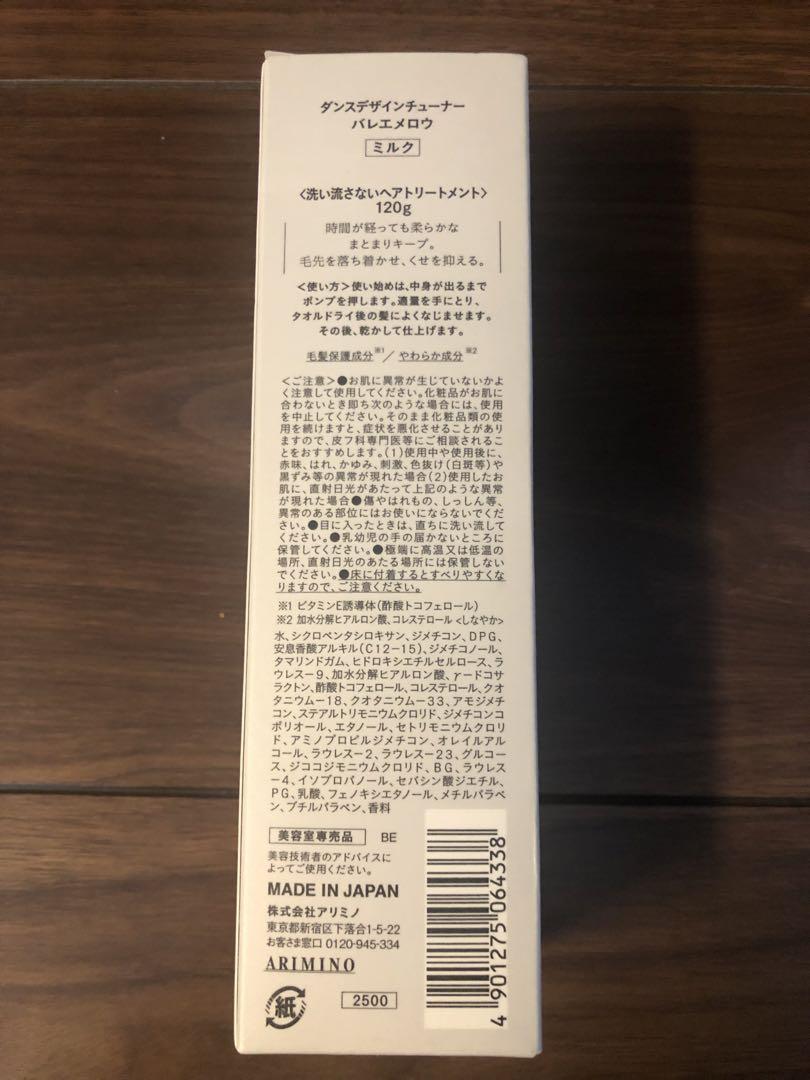 ダンスデザインチューナー
バレエメロウ
ミルク
〈洗い流さないヘアトリートメント〉
120g
時間が経っても柔らかな
まとまりキープ。
毛先を落ち着かせ、くせを抑える。
〈使い方〉使い始めは、中身が出るまで
ポンプを押します。適量を手にとり、
タオルドライ後の髪によくなじませます。
その後、乾かして仕上げます。
毛髪保護成分※1／やわらか成分※2
〈ご注意〉●お肌に異常が生じていないかよ
く注意して使用してください。化粧品がお肌に
合わないとき即ち次のような場合には、使用
を中止してください。そのまま化粧品類の使
用を続けますと、症状を悪化させることがあり
ますので、皮フ科専門医等にご相談されるこ
とをおすすめします。(1)使用中や使用後に、
赤味、はれ、かゆみ、刺激、色抜け(白斑等)や
黒ずみ等の異常が現れた場合(2)使用したお
肌に、直射日光があたって上記のような異常
が現れた場合●傷やはれもの、しっしん等、
異常のある部位にはお使いにならないでくだ
さい。●目に入ったときは、直ちに洗い流して
ください。●乳幼児の手の届かないところに
保管してください。●極端に高温又は低温の
場所、直射日光のあたる場所には保管しない
でください。●床に付着するとすべりやすくな
りますので、ご注意ください。
※1 ビタミンE誘導体(酢酸トコフェロール)
※2 加水分解ヒアルロン酸、コレステロール <しなやか>
水、シクロペンタシロキサン、ジメチコン、DPG、
安息香酸アルキル(C12-15)、ジメチコノール、
タマリンドガム、ヒドロキシエチルセルロース、ラ
ウレス-9、加水分解ヒアルロン酸、γ-ドコサ
ラクトン、酢酸トコフェロール、コレステロール、クオ
タニウム-18、クオタニウム-33、アモジメチ
コン、ステアルトリモニウムクロリド、ジメチコンコ
ポリオール、エタノール、セトリモニウムクロリ
ド、アミノプロピルジメチコン、オレイルアル
コール、ラウレス-2、ラウレス-23、グルコー
ス、ジココジモニウムクロリド、BG、ラウレス
-4、イソプロパノール、セバシン酸ジエチル、
PG、乳酸、フェノキシエタノール、メチルパラベ
ン、ブチルパラベン、香料
美容室専売品 BE
美容技術者のアドバイスに
よってご使用ください。
MADE IN JAPAN
株式会社アリミノ
東京都新宿区下落合1-5-22
お客さま窓口 0120-945-334
ARIMINO
紙
2500
4 901275 064338